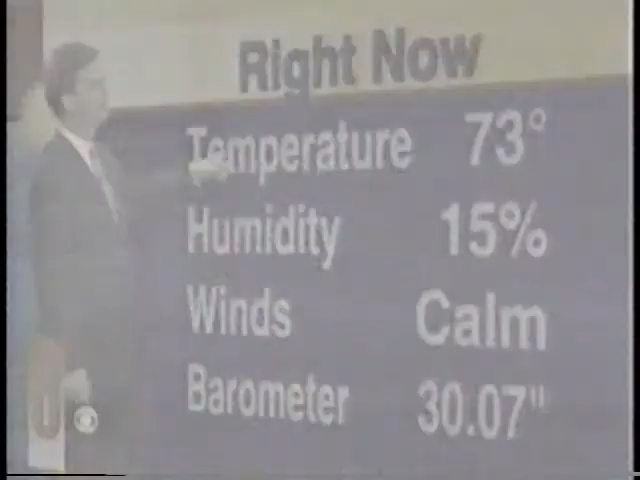 Right Now
Temperature 73°
Humidity 15%
Winds Calm
Barometer 30.07"